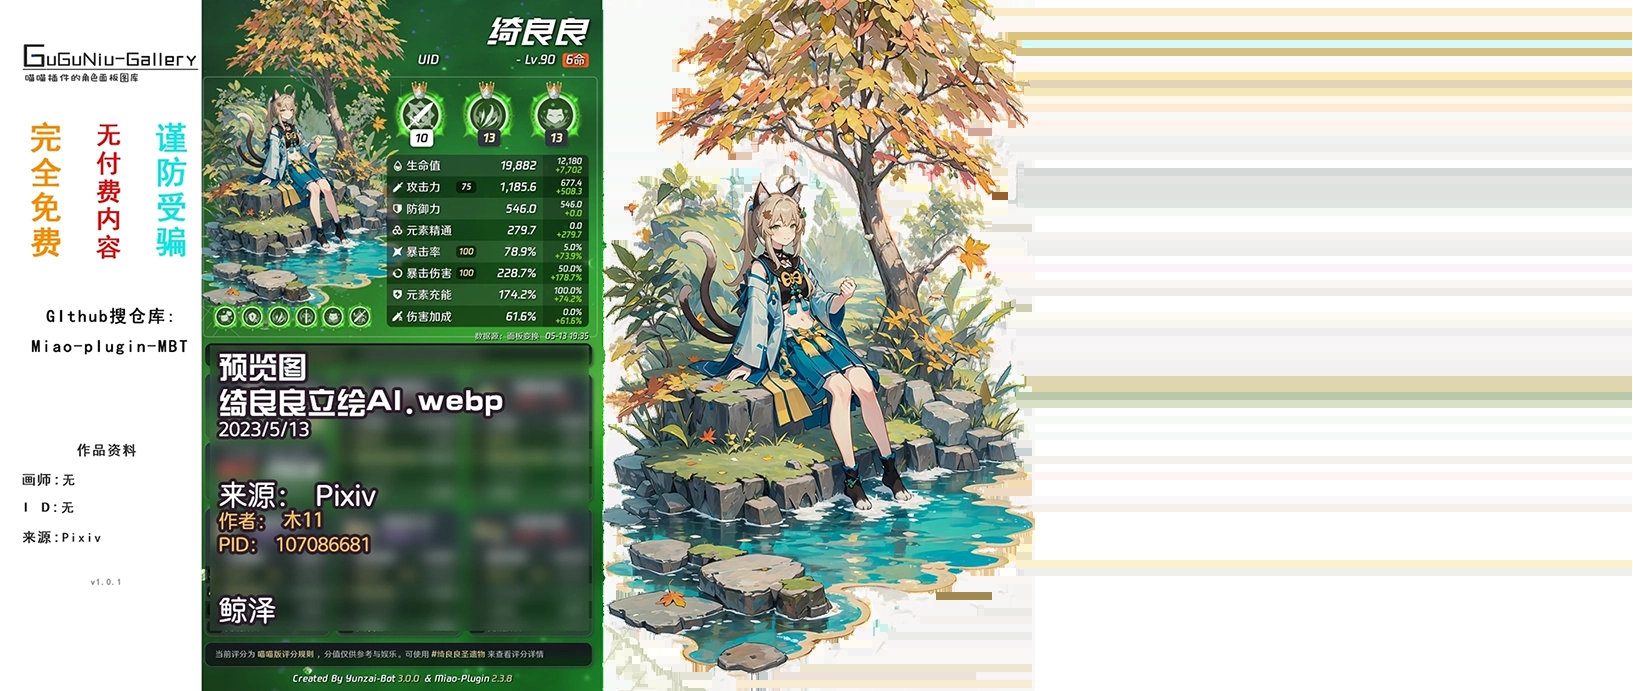 GuGuNiu-Gallery
喵喵插件的角色面板图库
完全免费
无付费内容
谨防受骗
GIthub搜仓库:
Miao-plugin-MBT
作品资料
画师:无
I D:无
来源:Pixiv
v1.0.1
绮良良
UID - Lv.90 6命
10 13 13
生命值 19,882 12,180 +7,702
攻击力 75 1,185.6 677.4 +508.3
防御力 546.0 546.0 +0.0
元素精通 279.7 0.0 +279.7
暴击率 100 78.9% 5.0% +73.9%
暴击伤害 100 228.7% 50.0% +178.7%
元素充能 174.2% 100.0% +74.2%
伤害加成 61.6% 0.0% +61.6%
数据源：面板变换 05-13 19:35
预览图
绮良良立绘AI.webp
2023/5/13
来源： Pixiv
作者： 木11
PID： 107086681
鲸泽
当前评分为 喵喵版评分规则 ，分值仅供参考与娱乐。可使用 #绮良良圣遗物 来查看评分详情
Created By Yunzai-Bot 3.0.0 & Miao-Plugin 2.3.8